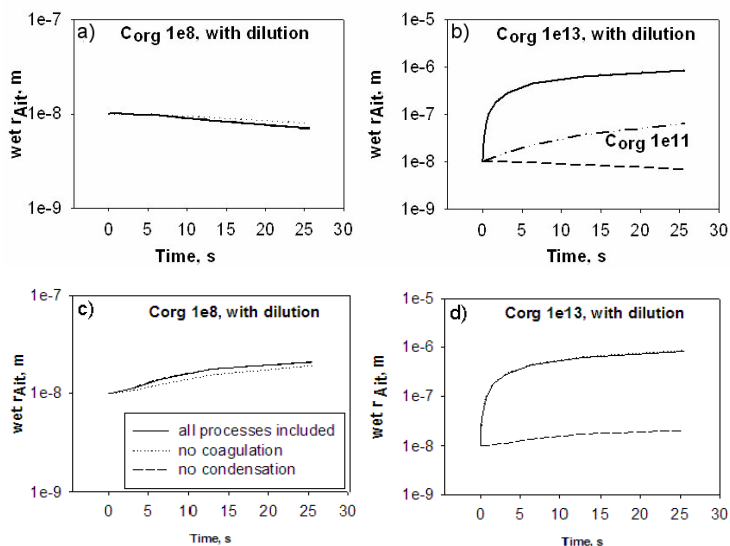 a)
Corg 1e8, with dilution
1e-7
1e-8
1e-9
wet rAit, m
0 5 10 15 20 25 30
Time, s
b)
Corg 1e13, with dilution
1e-5
1e-6
1e-7
1e-8
1e-9
wet rAit, m
Corg 1e11
0 5 10 15 20 25 30
Time, s
c)
Corg 1e8, with dilution
1e-7
1e-8
1e-9
wet rAit, m
all processes included
no coagulation
no condensation
0 5 10 15 20 25 30
Time, s
d)
Corg 1e13, with dilution
1e-5
1e-6
1e-7
1e-8
1e-9
wet rAit, m
0 5 10 15 20 25 30
Time, s